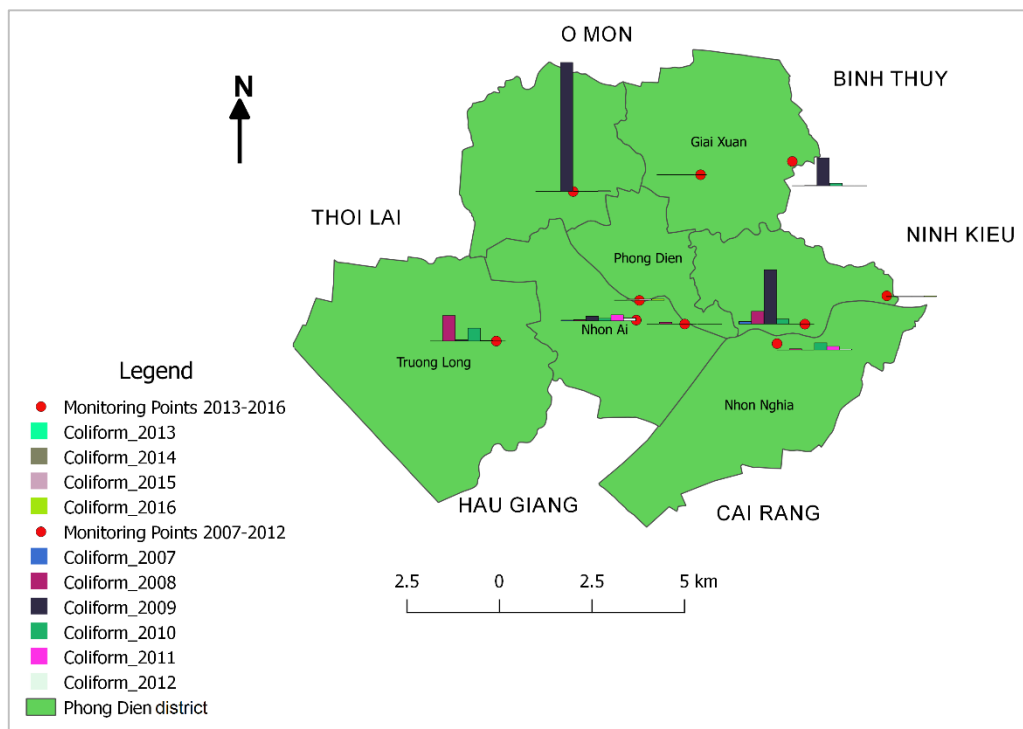 O MON
BINH THUY
N
Giai Xuan
THOI LAI
NINH KIEU
Phong Dien
Nhon Ai
Truong Long
Nhon Nghia
HAU GIANG
CAI RANG
Legend
Monitoring Points 2013-2016
Coliform_2013
Coliform_2014
Coliform_2015
Coliform_2016
Monitoring Points 2007-2012
Coliform_2007
Coliform_2008
Coliform_2009
Coliform_2010
Coliform_2011
Coliform_2012
Phong Dien district
2.5 0 2.5 5 km